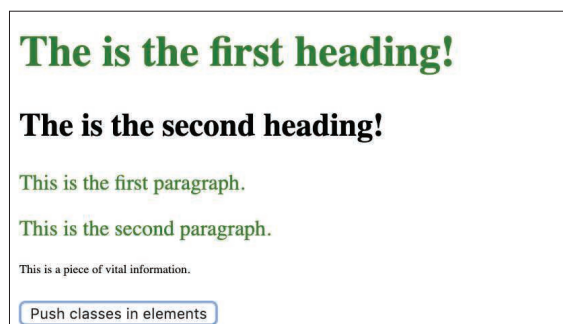 The is the first heading!
The is the second heading!
This is the first paragraph.
This is the second paragraph.
This is a piece of vital information.
Push classes in elements